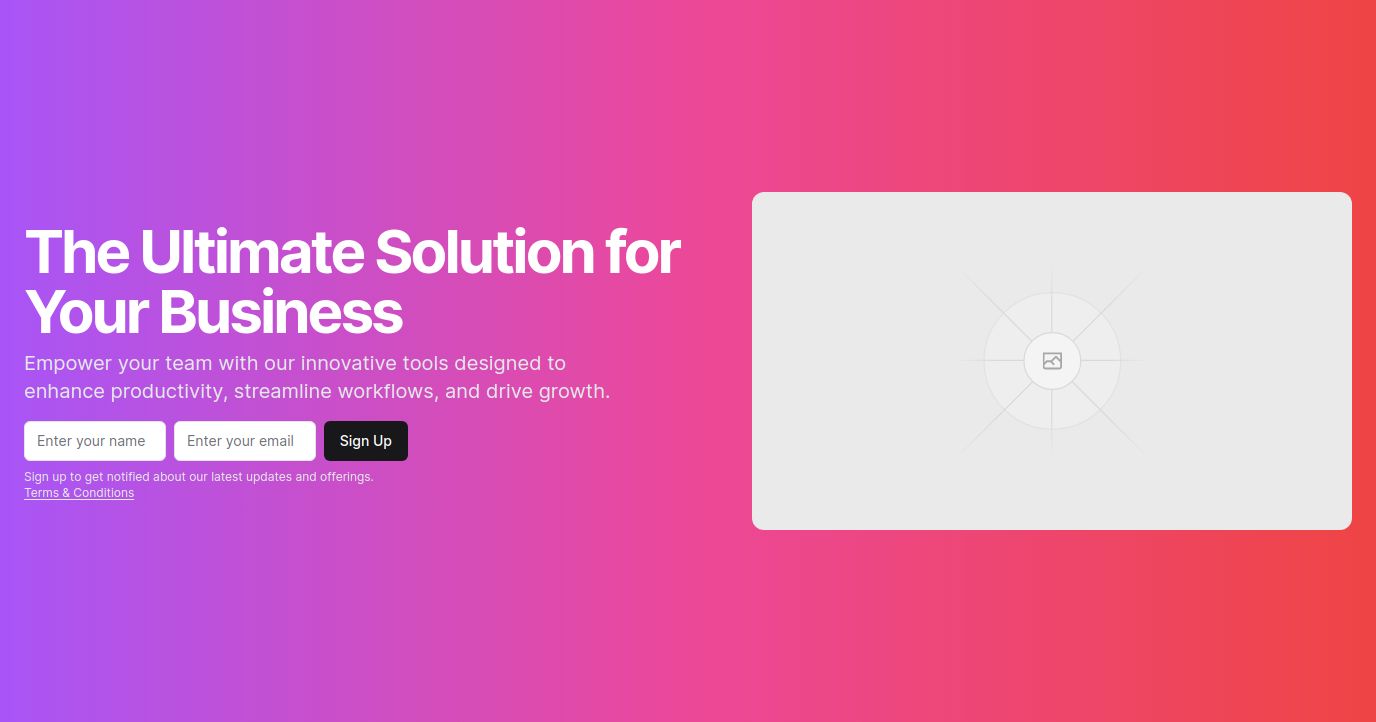 The Ultimate Solution for
Your Business
Empower your team with our innovative tools designed to
enhance productivity, streamline workflows, and drive growth.
Enter your name
Enter your email
Sign Up
Sign up to get notified about our latest updates and offerings.
Terms & Conditions